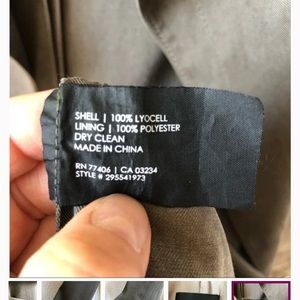 SHELL | 100% LYOCELL
LINING | 100% POLYESTER
DRY CLEAN
MADE IN CHINA
RN 77406 | CA 03234
STYLE # 295541973